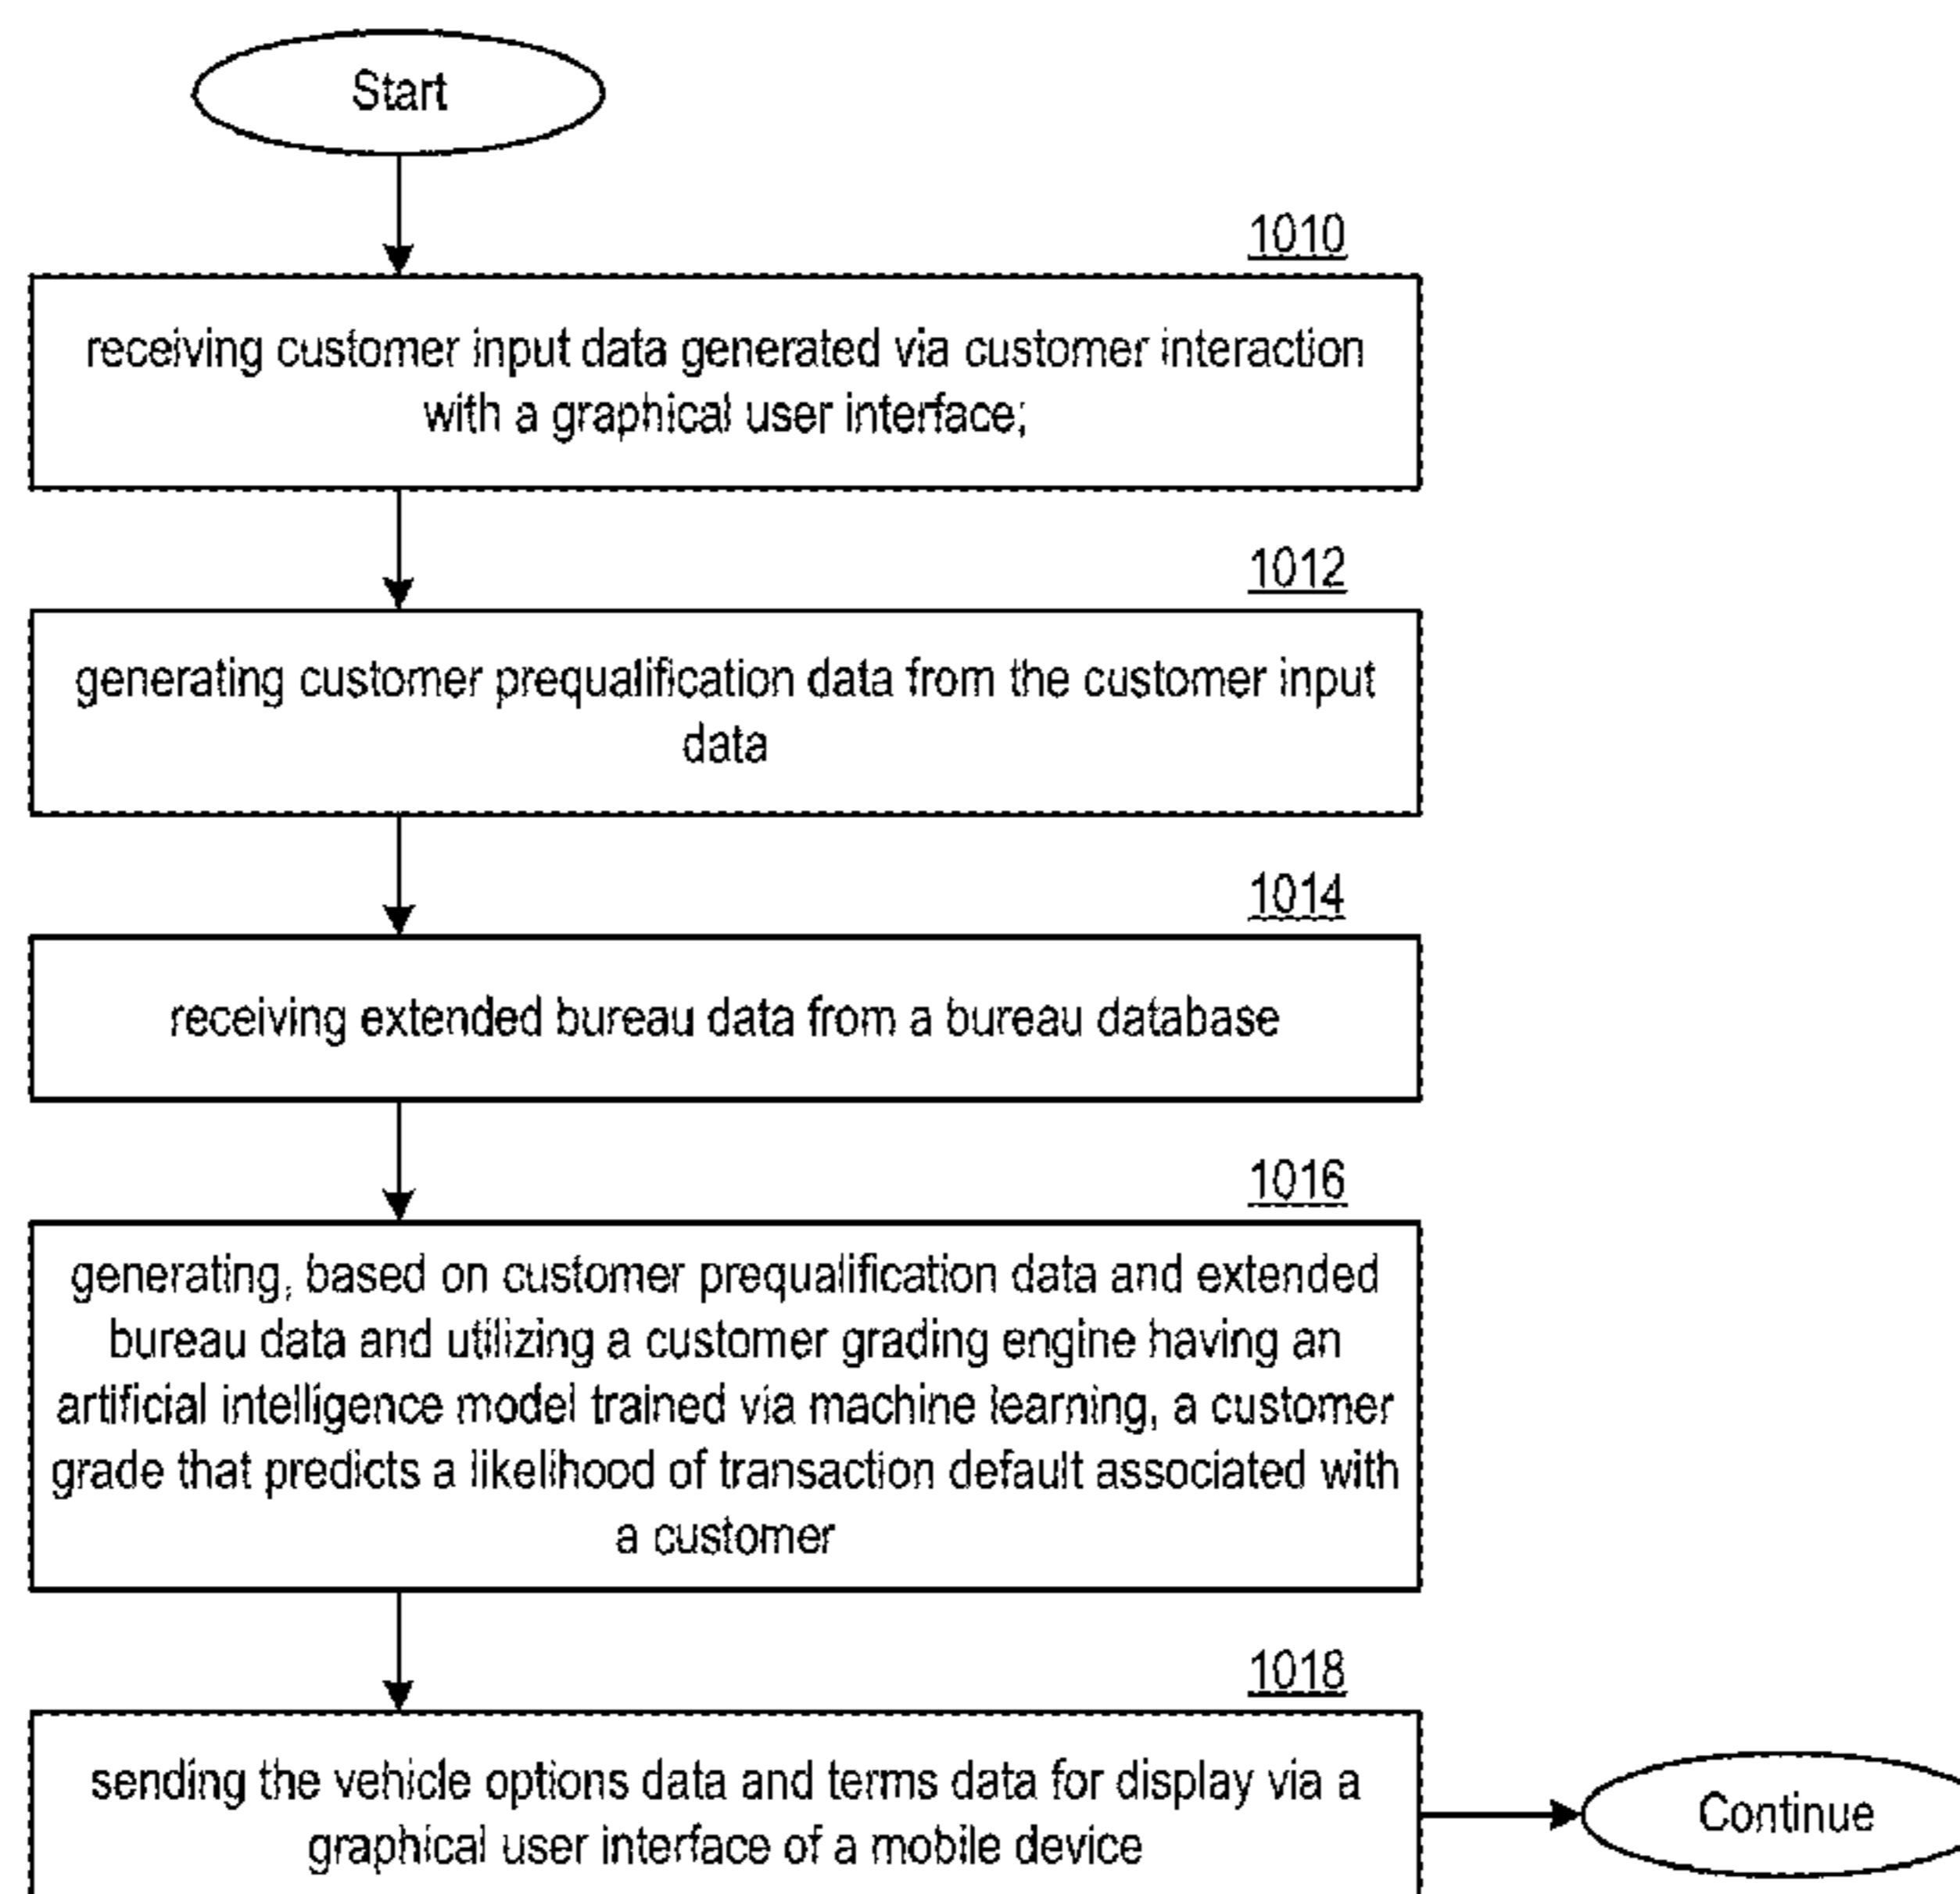 Start
1010
receiving customer input data generated via customer interaction
with a graphical user interface;
1012
generating customer prequalification data from the customer input
data
1014
receiving extended bureau data from a bureau database
1016
generating, based on customer prequalification data and extended
bureau data and utilizing a customer grading engine having an
artificial intelligence model trained via machine learning, a customer
grade that predicts a likelihood of transaction default associated with
a customer
1018
sending the vehicle options data and terms data for display via a
graphical user interface of a mobile device
Continue